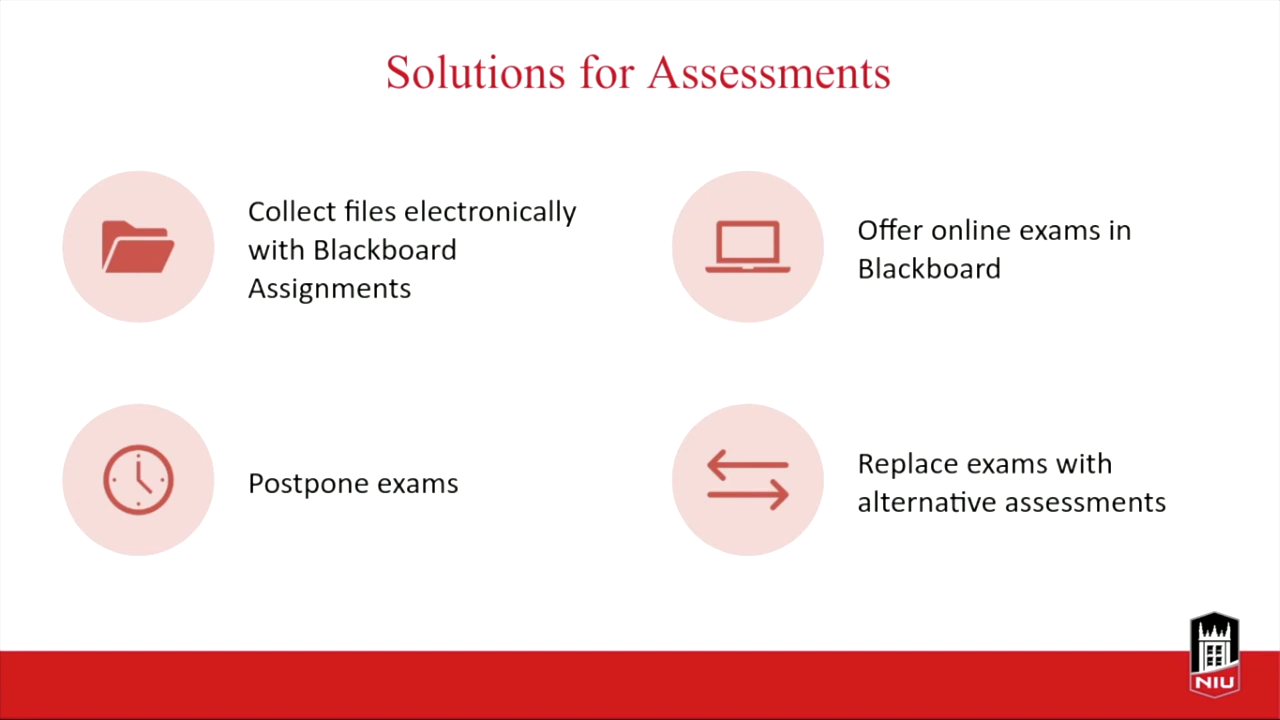 Solutions for Assessments
Collect files electronically
with Blackboard
Assignments
Offer online exams in
Blackboard
Postpone exams
Replace exams with
alternative assessments
NIU